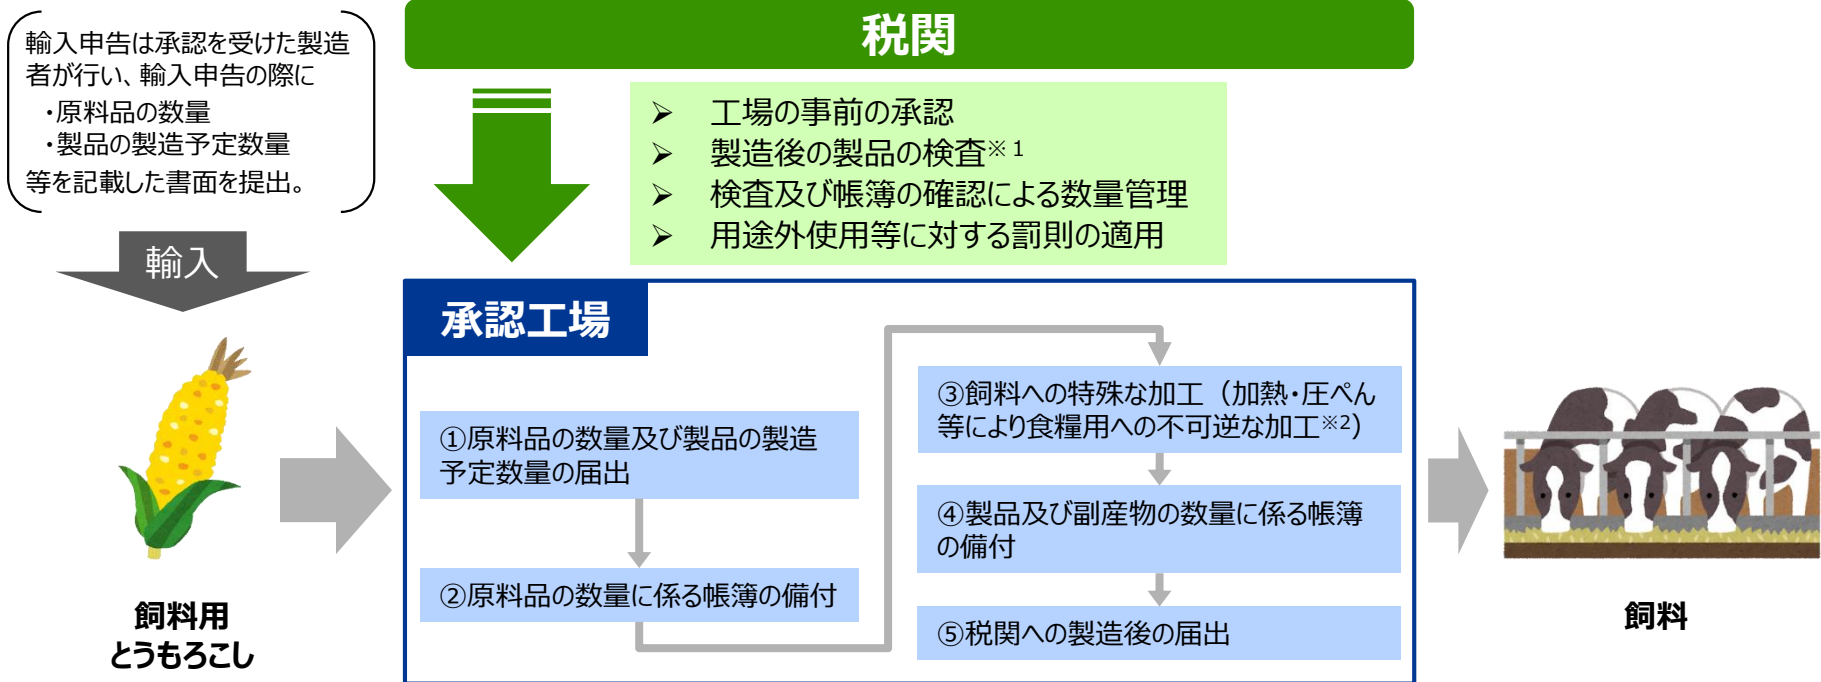 輸入申告は承認を受けた製造
者が行い、輸入申告の際に
・原料品の数量
・製品の製造予定数量
等を記載した書面を提出。
輸入
飼料用
とうもろこし
税関
➢ 工場の事前の承認
➢ 製造後の製品の検査※1
➢ 検査及び帳簿の確認による数量管理
➢ 用途外使用等に対する罰則の適用
承認工場
①原料品の数量及び製品の製造
予定数量の届出
②原料品の数量に係る帳簿の備付
③飼料への特殊な加工（加熱・圧ぺん
等により食糧用への不可逆な加工※2）
④製品及び副産物の数量に係る帳簿
の備付
⑤税関への製造後の届出
飼料